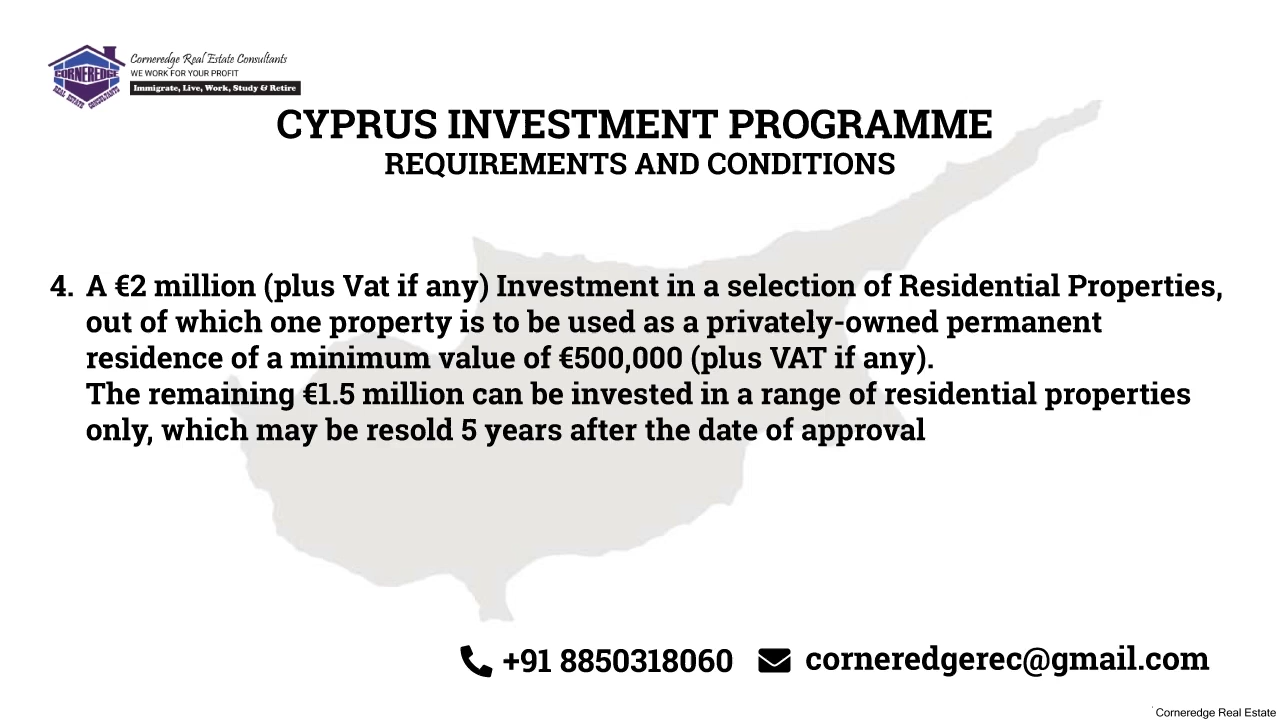 CORNEREDGE
REAL ESTATE CONSULTANTS
Corneredge Real Estate Consultants
WE WORK FOR YOUR PROFIT
Immigrate, Live, Work, Study & Retire
CYPRUS INVESTMENT PROGRAMME
REQUIREMENTS AND CONDITIONS
4. A €2 million (plus Vat if any) Investment in a selection of Residential Properties,
out of which one property is to be used as a privately-owned permanent
residence of a minimum value of €500,000 (plus VAT if any).
The remaining €1.5 million can be invested in a range of residential properties
only, which may be resold 5 years after the date of approval
+91 8850318060 corneredgerec@gmail.com
Corneredge Real Estate